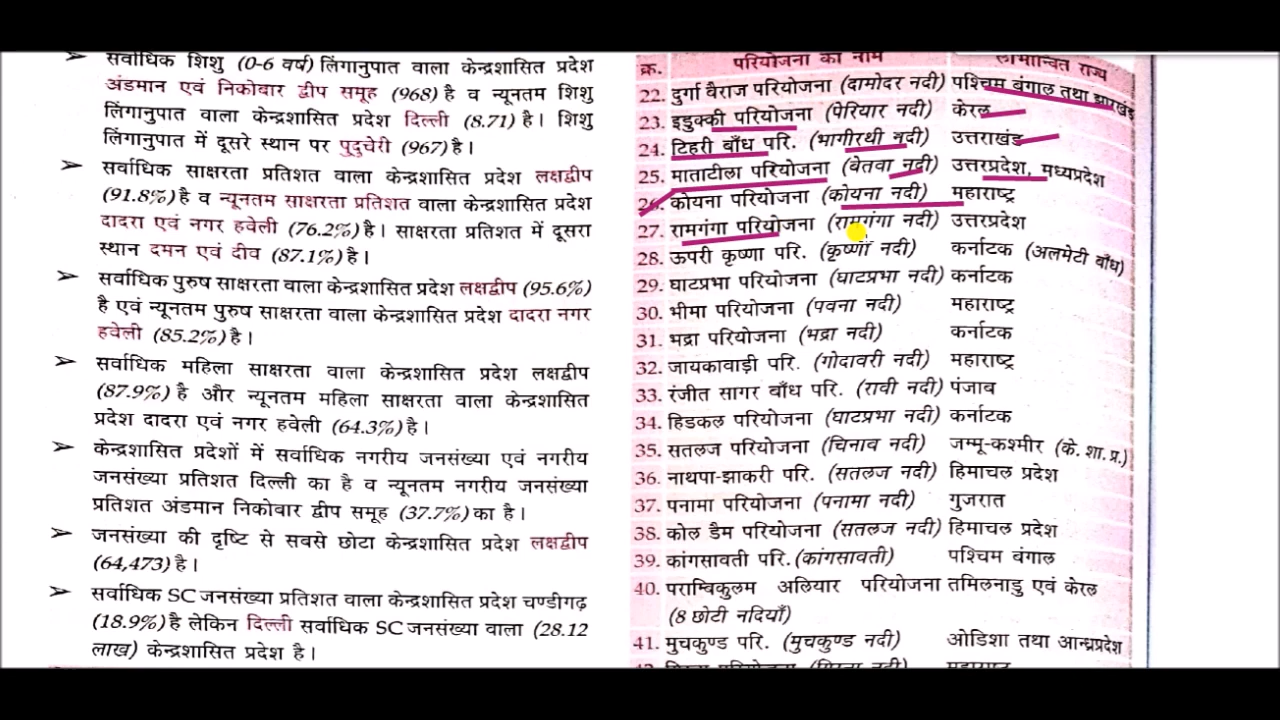 सर्वाधिक शिशु (0-6 वर्ष) लिंगानुपात वाला केन्द्रशासित प्रदेश
अंडमान एवं निकोबार द्वीप समूह (968) है व न्यूनतम शिशु
लिंगानुपात वाला केन्द्रशासित प्रदेश दिल्ली (8.71) है। शिशु
लिंगानुपात में दूसरे स्थान पर पुदुचेरी (967) है।
सर्वाधिक साक्षरता प्रतिशत वाला केन्द्रशासित प्रदेश लक्षद्वीप
(91.8%) है व न्यूनतम साक्षरता प्रतिशत वाला केन्द्रशासित प्रदेश
दादरा एवं नगर हवेली (76.2%) है। साक्षरता प्रतिशत में दूसरा
स्थान दमन एवं दीव (87.1%) है।
सर्वाधिक पुरुष साक्षरता वाला केन्द्रशासित प्रदेश लक्षद्वीप (95.6%)
है एवं न्यूनतम पुरुष साक्षरता वाला केन्द्रशासित प्रदेश दादरा नगर
हवेली (85.2%) है।
सर्वाधिक महिला साक्षरता वाला केन्द्रशासित प्रदेश लक्षद्वीप
(87.9%) है और न्यूनतम महिला साक्षरता वाला केन्द्रशासित
प्रदेश दादरा एवं नगर हवेली (64.3%) है।
केन्द्रशासित प्रदेशों में सर्वाधिक नगरीय जनसंख्या एवं नगरीय
जनसंख्या प्रतिशत दिल्ली का है व न्यूनतम नगरीय जनसंख्या
प्रतिशत अंडमान निकोबार द्वीप समूह (37.7%) का है।
जनसंख्या की दृष्टि से सबसे छोटा केन्द्रशासित प्रदेश लक्षद्वीप
(64,473) है।
सर्वाधिक SC जनसंख्या प्रतिशत वाला केन्द्रशासित प्रदेश चण्डीगढ़
(18.9%) है लेकिन दिल्ली सर्वाधिक SC जनसंख्या वाला (28.12
लाख) केन्द्रशासित प्रदेश है।
क्र. परियोजना का नाम लाभान्वित राज्य
22. दुर्गा बैराज परियोजना (दामोदर नदी) पश्चिम बंगाल तथा झारखंड
23. इडुक्की परियोजना (पेरियार नदी) केरल
24. टिहरी बाँध परि. (भागीरथी नदी) उत्तराखंड
25. माताटीला परियोजना (बेतवा नदी) उत्तरप्रदेश, मध्यप्रदेश
26. कोयना परियोजना (कोयना नदी) महाराष्ट्र
27. रामगंगा परियोजना (रामगंगा नदी) उत्तरप्रदेश
28. ऊपरी कृष्णा परि. (कृष्णा नदी) कर्नाटक (अलमेटी बाँध)
29. घाटप्रभा परियोजना (घाटप्रभा नदी) कर्नाटक
30. भीमा परियोजना (पवना नदी) महाराष्ट्र
31. भद्रा परियोजना (भद्रा नदी) कर्नाटक
32. जायकावाड़ी परि. (गोदावरी नदी) महाराष्ट्र
33. रंजीत सागर बाँध परि. (रावी नदी) पंजाब
34. हिडकल परियोजना (घाटप्रभा नदी) कर्नाटक
35. सतलज परियोजना (चिनाव नदी) जम्मू-कश्मीर (के. शा. प्र.)
36. नाथपा-झाकरी परि. (सतलज नदी) हिमाचल प्रदेश
37. पनामा परियोजना (पनामा नदी) गुजरात
38. कोल डैम परियोजना (सतलज नदी) हिमाचल प्रदेश
39. कांगसावती परि. (कांगसावती) पश्चिम बंगाल
40. पराम्बिकुलम अलियार परियोजना तमिलनाडु एवं केरल
(8 छोटी नदियाँ)
41. मुचकुण्ड परि. (मुचकुण्ड नदी) ओडिशा तथा आन्ध्रप्रदेश